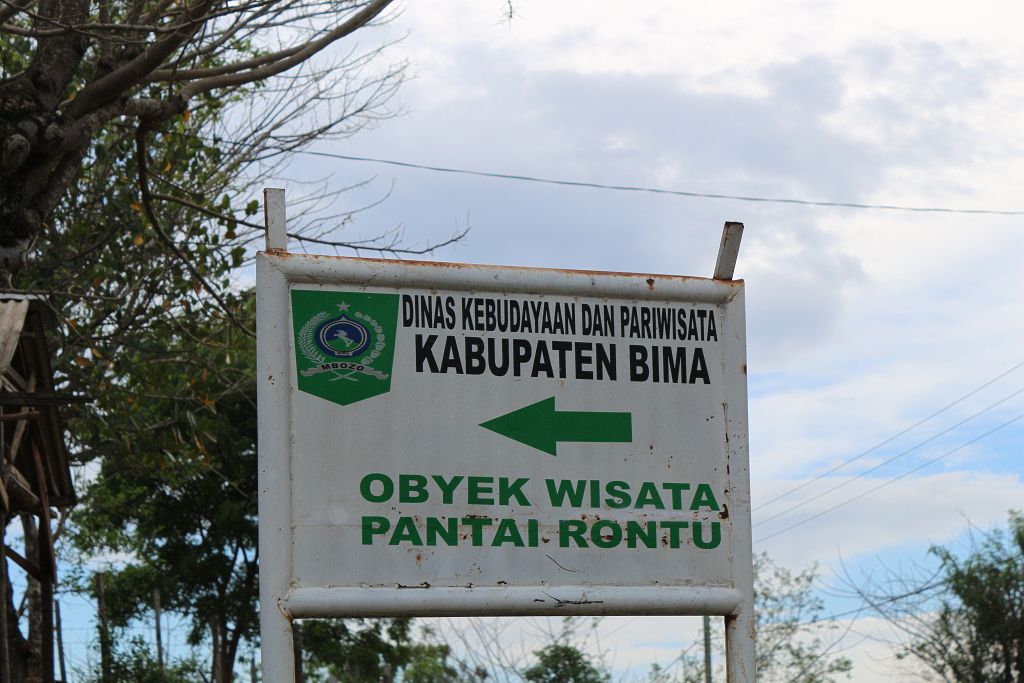 DINAS KEBUDAYAAN DAN PARIWISATA
KABUPATEN BIMA
MBOZO
OBYEK WISATA
PANTAI RONTU